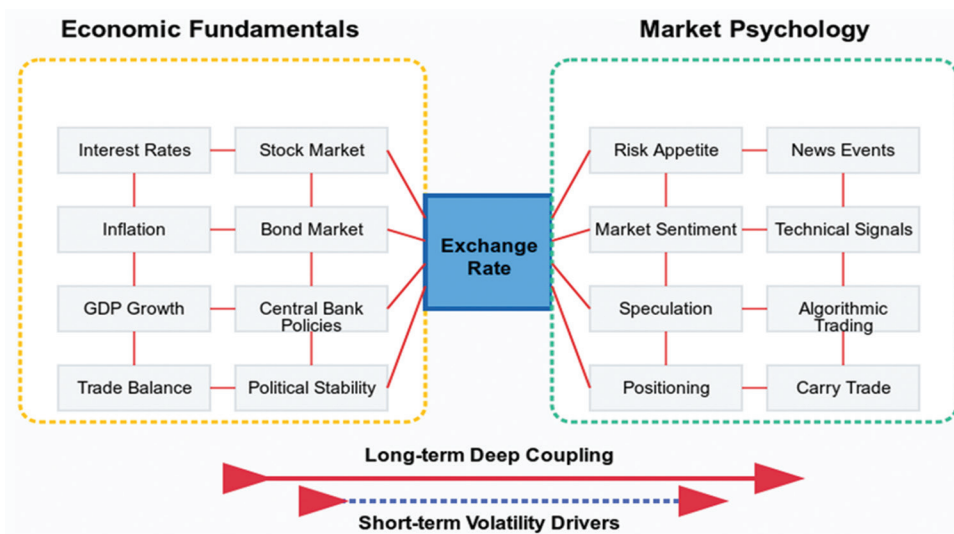 Economic Fundamentals
Market Psychology
Interest Rates
Stock Market
Risk Appetite
News Events
Inflation
Bond Market
Exchange
Rate
Market Sentiment
Technical Signals
GDP Growth
Central Bank
Policies
Speculation
Algorithmic
Trading
Trade Balance
Political Stability
Positioning
Carry Trade
Long-term Deep Coupling
Short-term Volatility Drivers